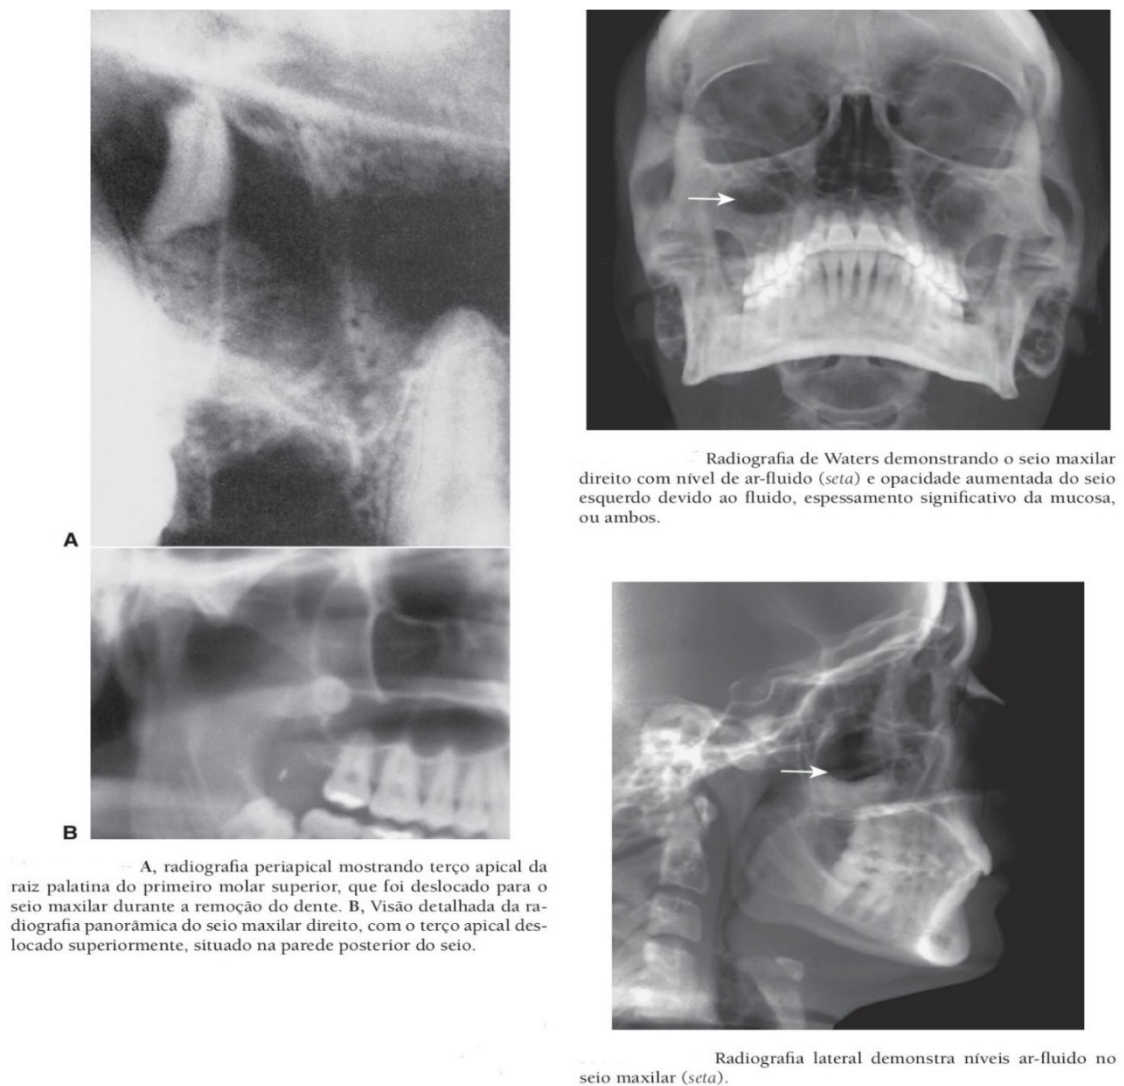 A
B
A, radiografia periapical mostrando terço apical da
raiz palatina do primeiro molar superior, que foi deslocado para o
seio maxilar durante a remoção do dente. B, Visão detalhada da ra-
diografia panorâmica do seio maxilar direito, com o terço apical des-
locado superiormente, situado na parede posterior do seio.
Radiografia de Waters demonstrando o seio maxilar
direito com nível de ar-fluido (seta) e opacidade aumentada do seio
esquerdo devido ao fluido, espessamento significativo da mucosa,
ou ambos.
Radiografia lateral demonstra níveis ar-fluido no
seio maxilar (seta).